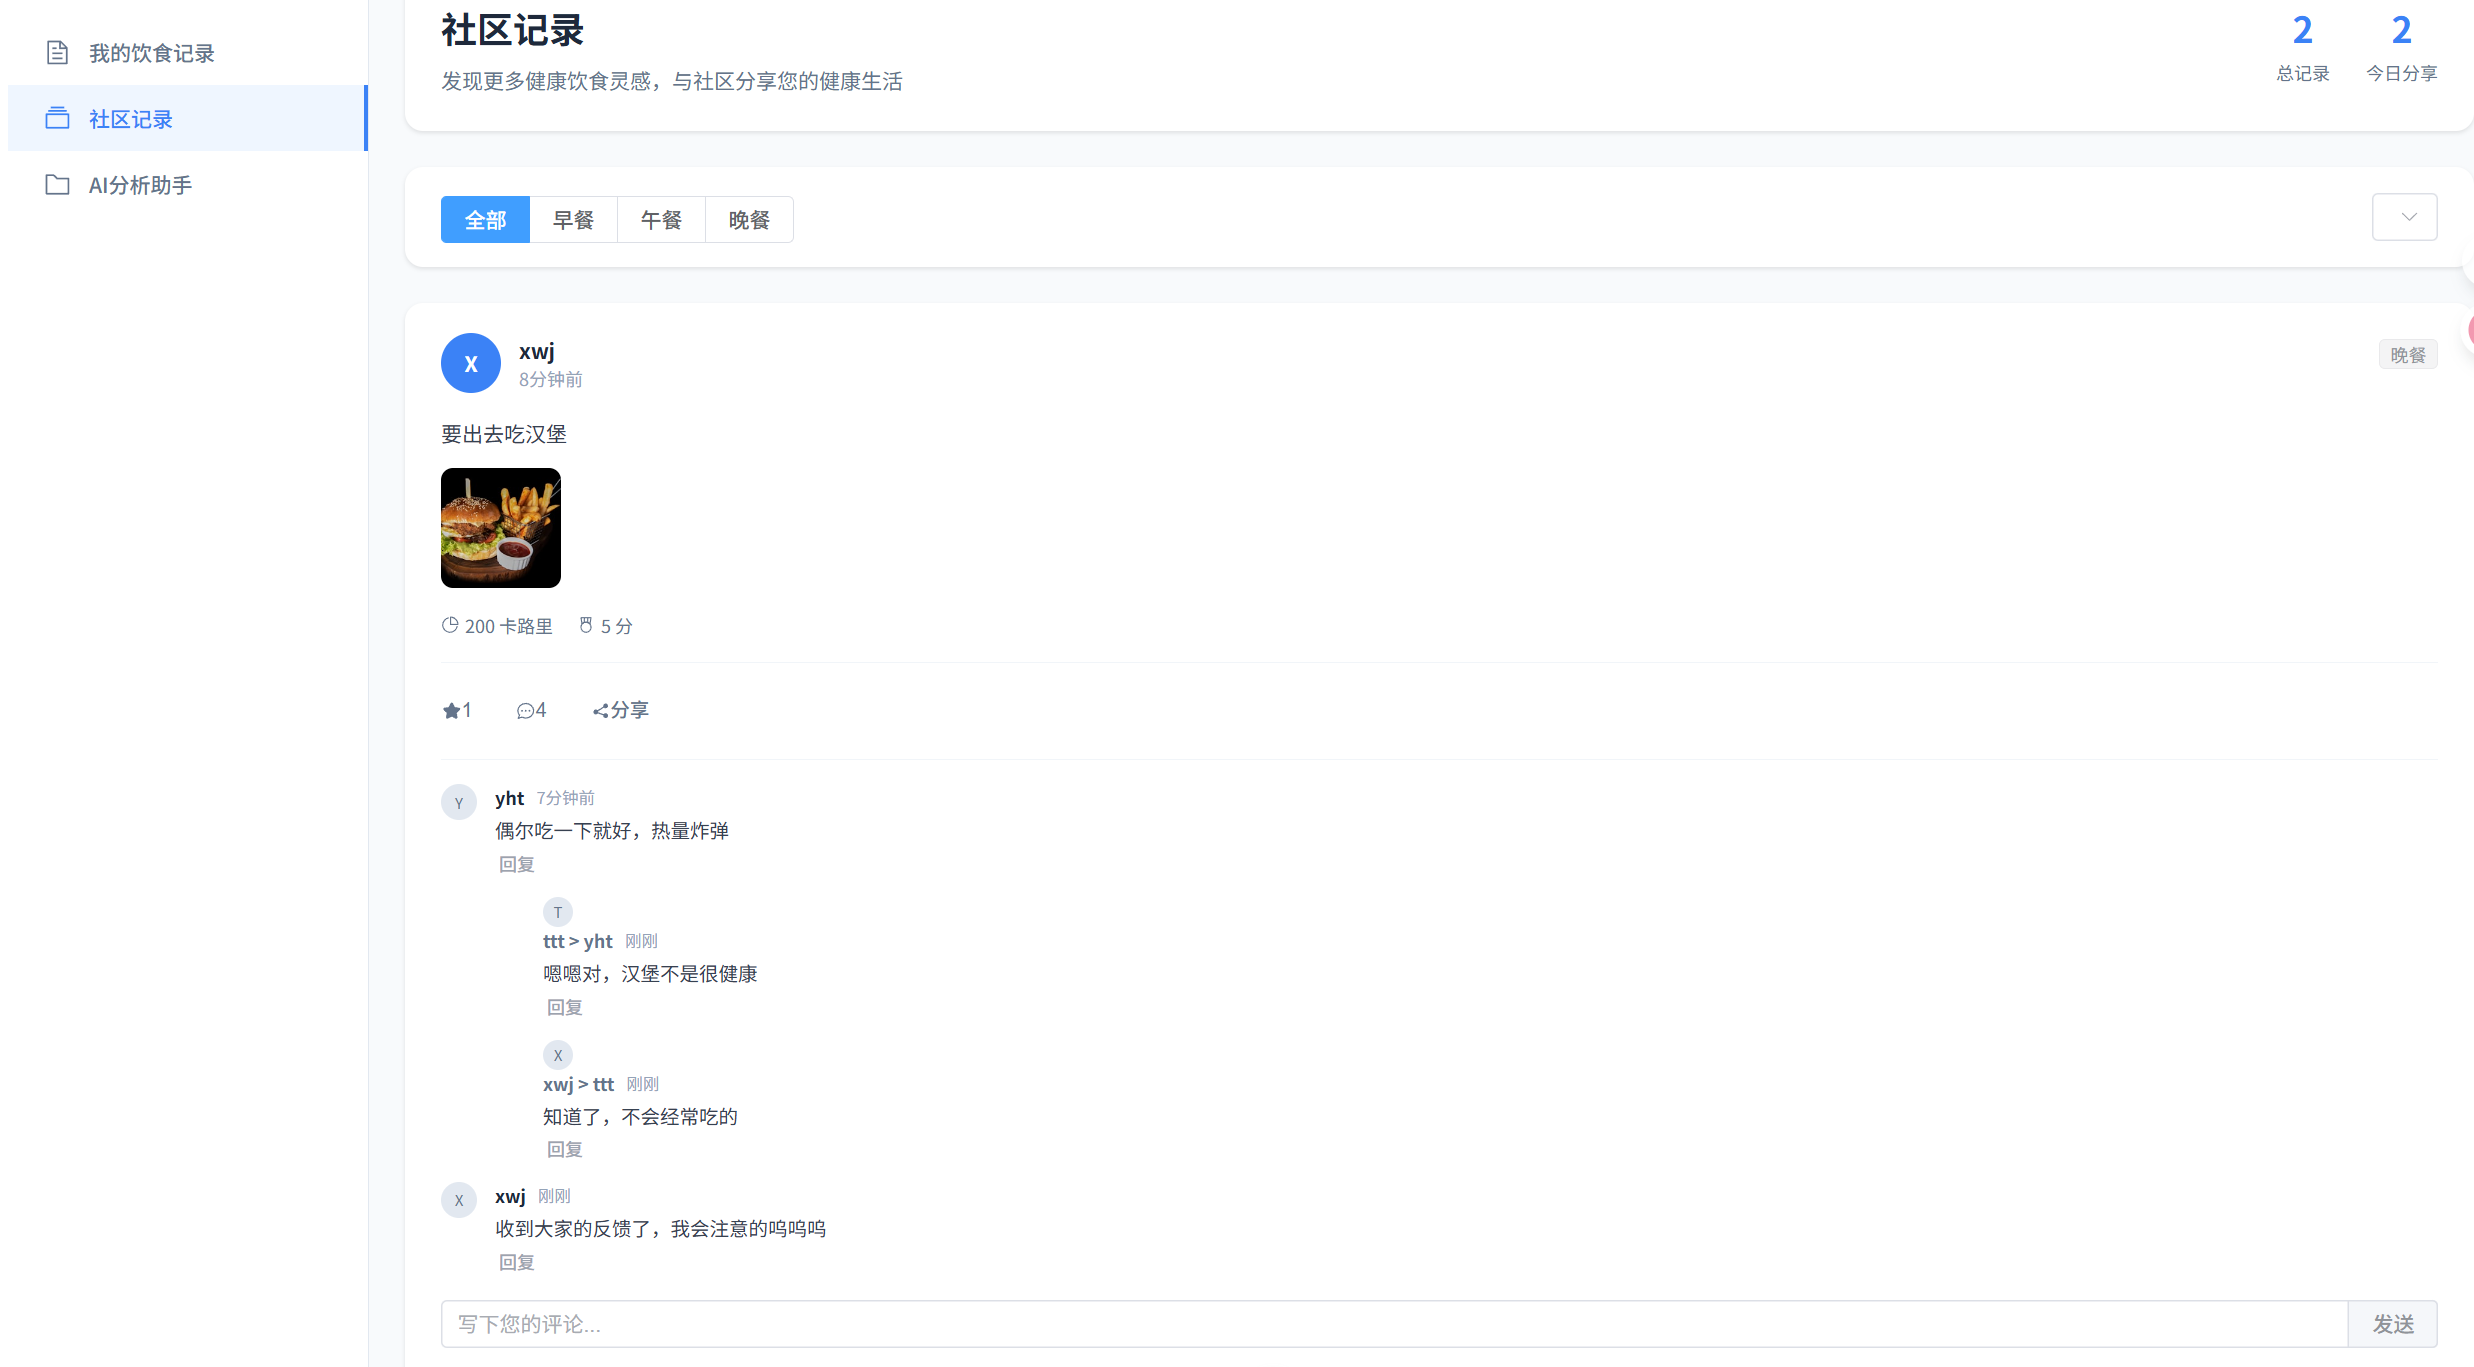 我的饮食记录
社区记录
AI分析助手
社区记录
发现更多健康饮食灵感，与社区分享您的健康生活
2
总记录
2
今日分享
全部
早餐
午餐
晚餐
X
xwj
8分钟前
晚餐
要出去吃汉堡
200 卡路里
5 分
1
4
分享
Y
yht 7分钟前
偶尔吃一下就好，热量炸弹
回复
T
ttt > yht 刚刚
嗯嗯对，汉堡不是很健康
回复
X
xwj > ttt 刚刚
知道了，不会经常吃的
回复
X
xwj 刚刚
收到大家的反馈了，我会注意的呜呜呜
回复
写下您的评论...
发送